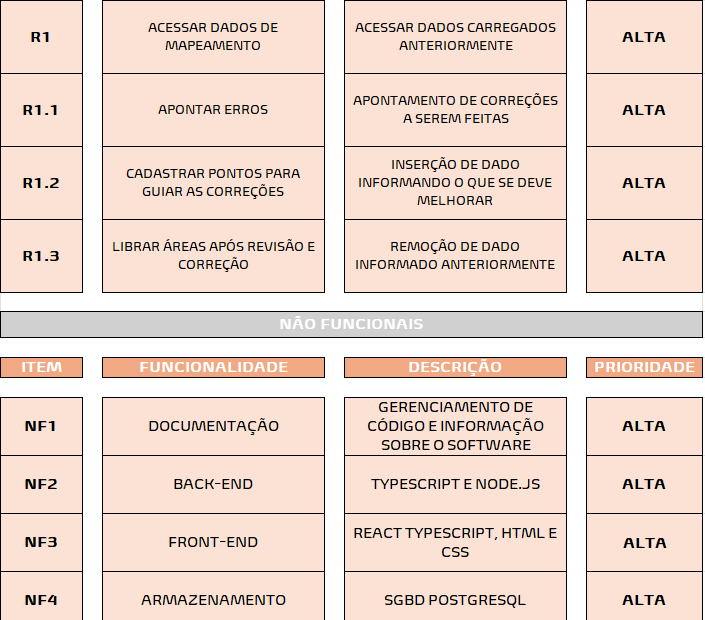 R1
ACESSAR DADOS DE
MAPEAMENTO
ACESSAR DADOS CARREGADOS
ANTERIORMENTE
ALTA
R1.1
APONTAR ERROS
APONTAMENTO DE CORREÇÕES
A SEREM FEITAS
ALTA
R1.2
CADASTRAR PONTOS PARA
GUIAR AS CORREÇÕES
INSERÇÃO DE DADO
INFORMANDO O QUE SE DEVE
MELHORAR
ALTA
R1.3
LIBRAR ÁREAS APÓS REVISÃO E
CORREÇÃO
REMOÇÃO DE DADO
INFORMADO ANTERIORMENTE
ALTA
NÃO FUNCIONAIS
ITEM
FUNCIONALIDADE
DESCRIÇÃO
PRIORIDADE
NF1
DOCUMENTAÇÃO
GERENCIAMENTO DE
CÓDIGO E INFORMAÇÃO
SOBRE O SOFTWARE
ALTA
NF2
BACK-END
TYPESCRIPT E NODE.JS
ALTA
NF3
FRONT-END
REACT TYPESCRIPT, HTML E
CSS
ALTA
NF4
ARMAZENAMENTO
SGBD POSTGRESQL
ALTA